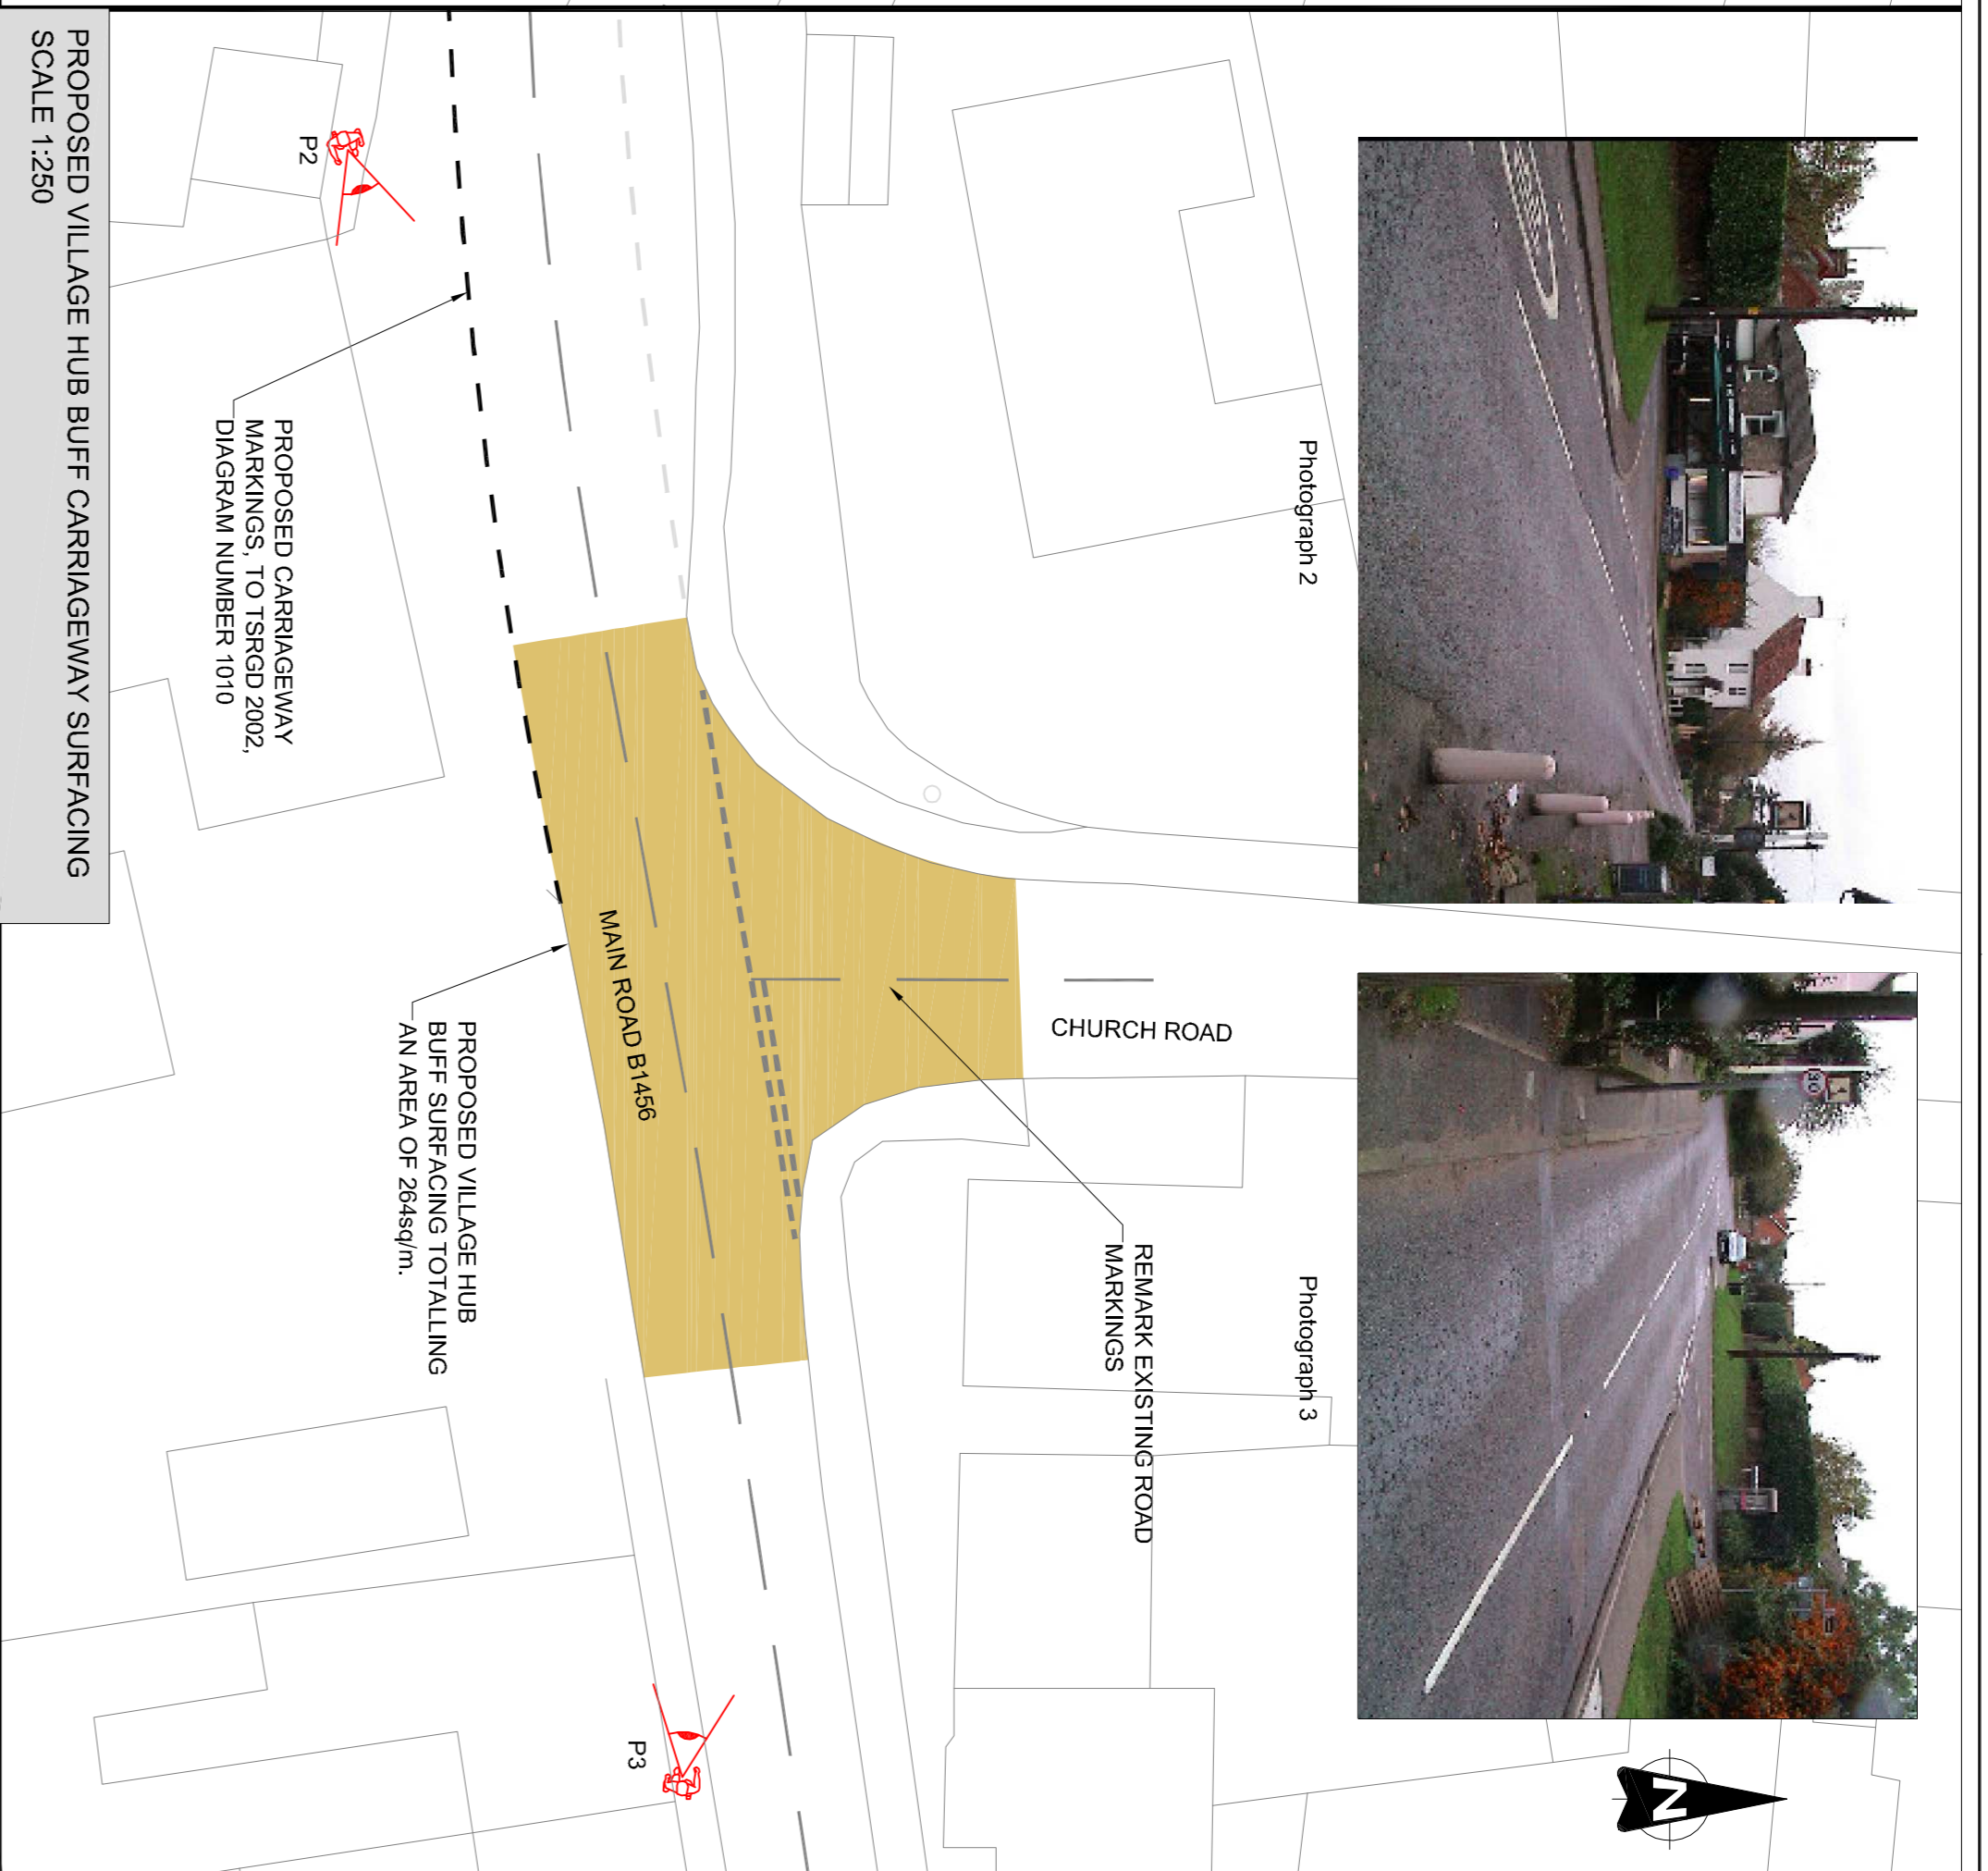 Photograph 2
Photograph 3
30
N
CHURCH ROAD
REMARK EXISTING ROAD
MARKINGS
MAIN ROAD B1456
P2
P3
PROPOSED CARRIAGEWAY
MARKINGS, TO TSRGD 2002,
DIAGRAM NUMBER 1010
PROPOSED VILLAGE HUB
BUFF SURFACING TOTALLING
AN AREA OF 264sq/m.
PROPOSED VILLAGE HUB BUFF CARRIAGEWAY SURFACING
SCALE 1:250